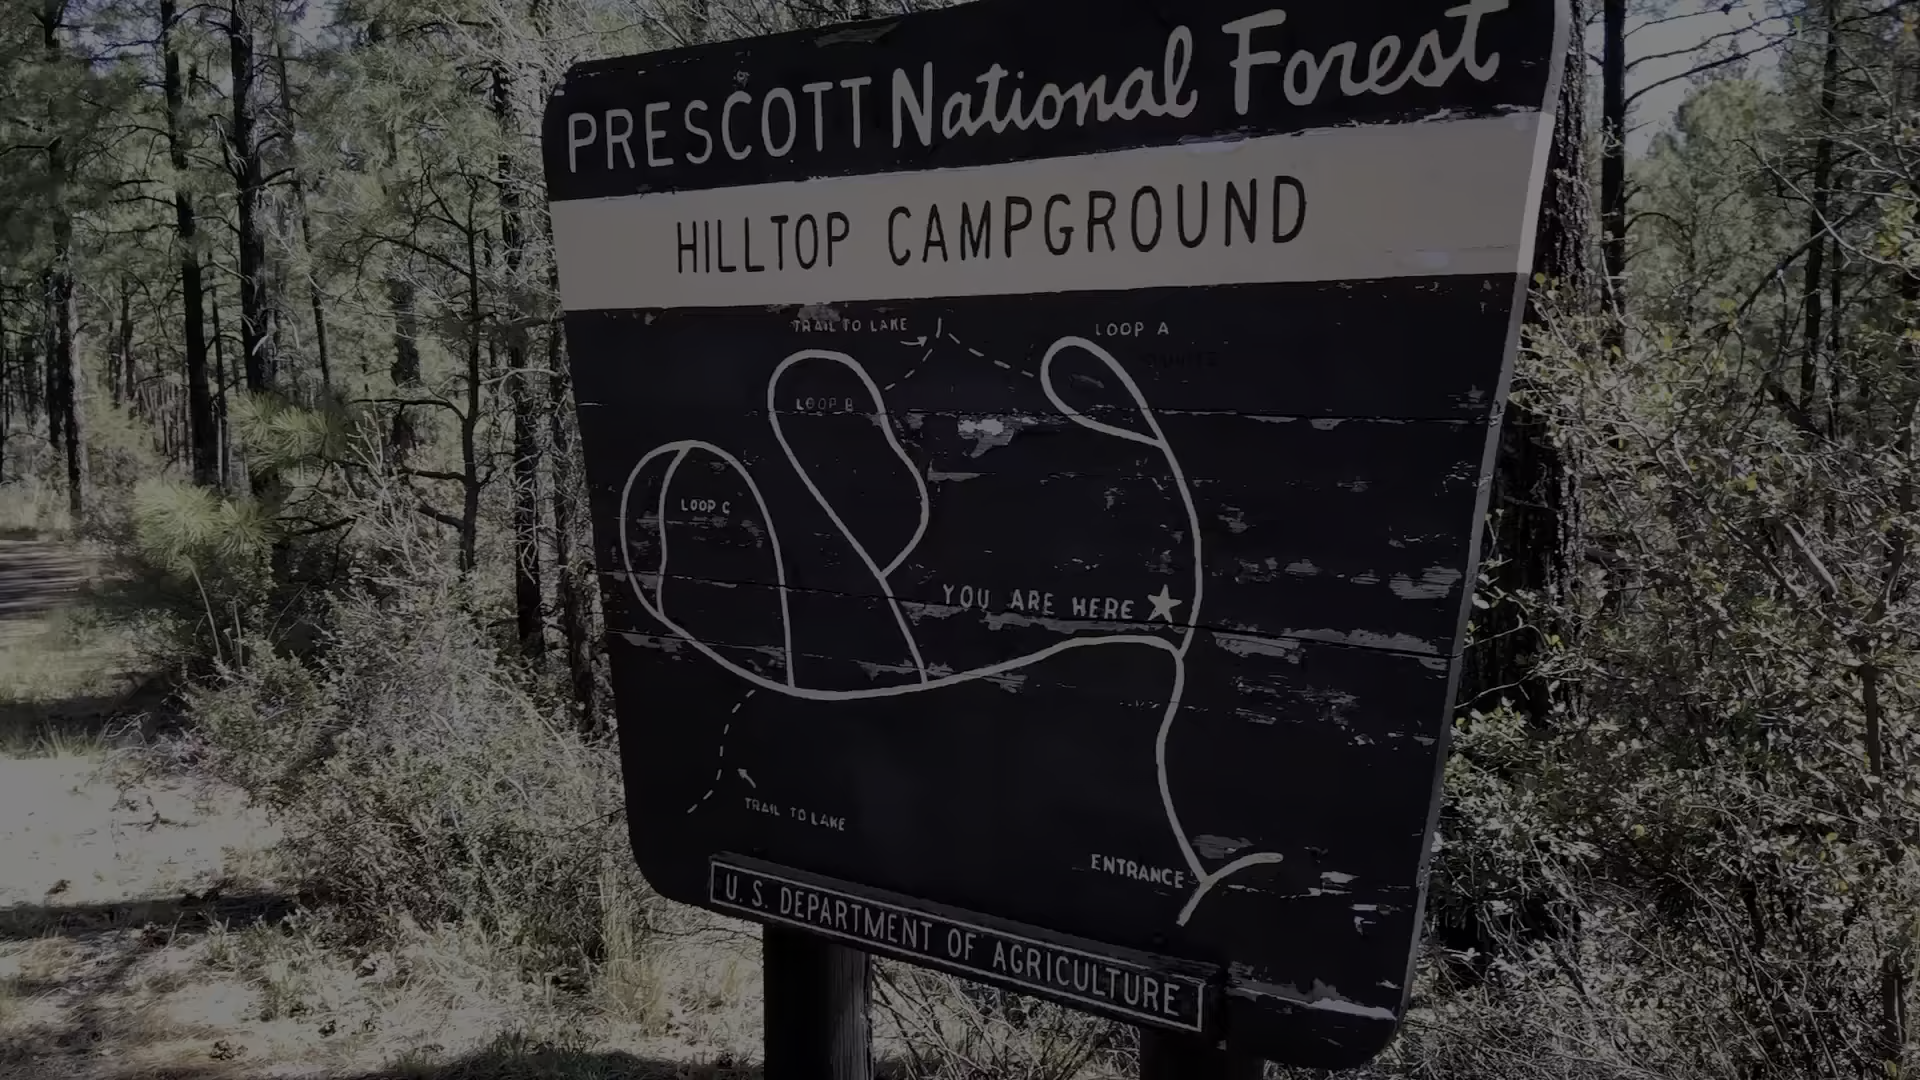 PRESCOTT National Forest
HILLTOP CAMPGROUND
TRAIL TO LAKE
LOOP A
LOOP B
LOOP C
YOU ARE HERE
TRAIL TO LAKE
ENTRANCE
U. S. DEPARTMENT OF AGRICULTURE